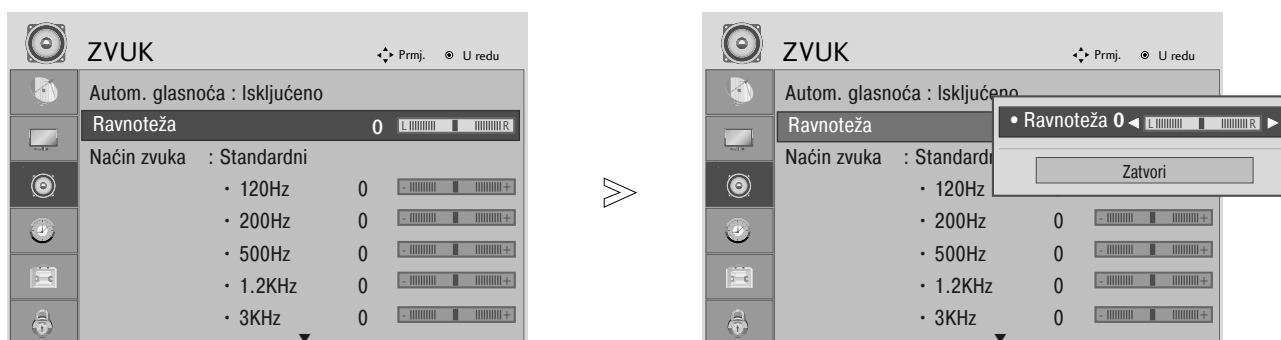 ZVUK
Prmj. U redu
Autom. glasnoća : Isključeno
Ravnoteža 0 L R
Naćin zvuka : Standardni
• 120Hz 0 - +
• 200Hz 0 - +
• 500Hz 0 - +
• 1.2KHz 0 - +
• 3KHz 0 - +
ZVUK
Prmj. U redu
Autom. glasnoća : Isključeno
Ravnoteža
• Ravnoteža 0 ◄ L R ►
Zatvori
Naćin zvuka : Standardni
• 120Hz
• 200Hz 0 - +
• 500Hz 0 - +
• 1.2KHz 0 - +
• 3KHz 0 - +